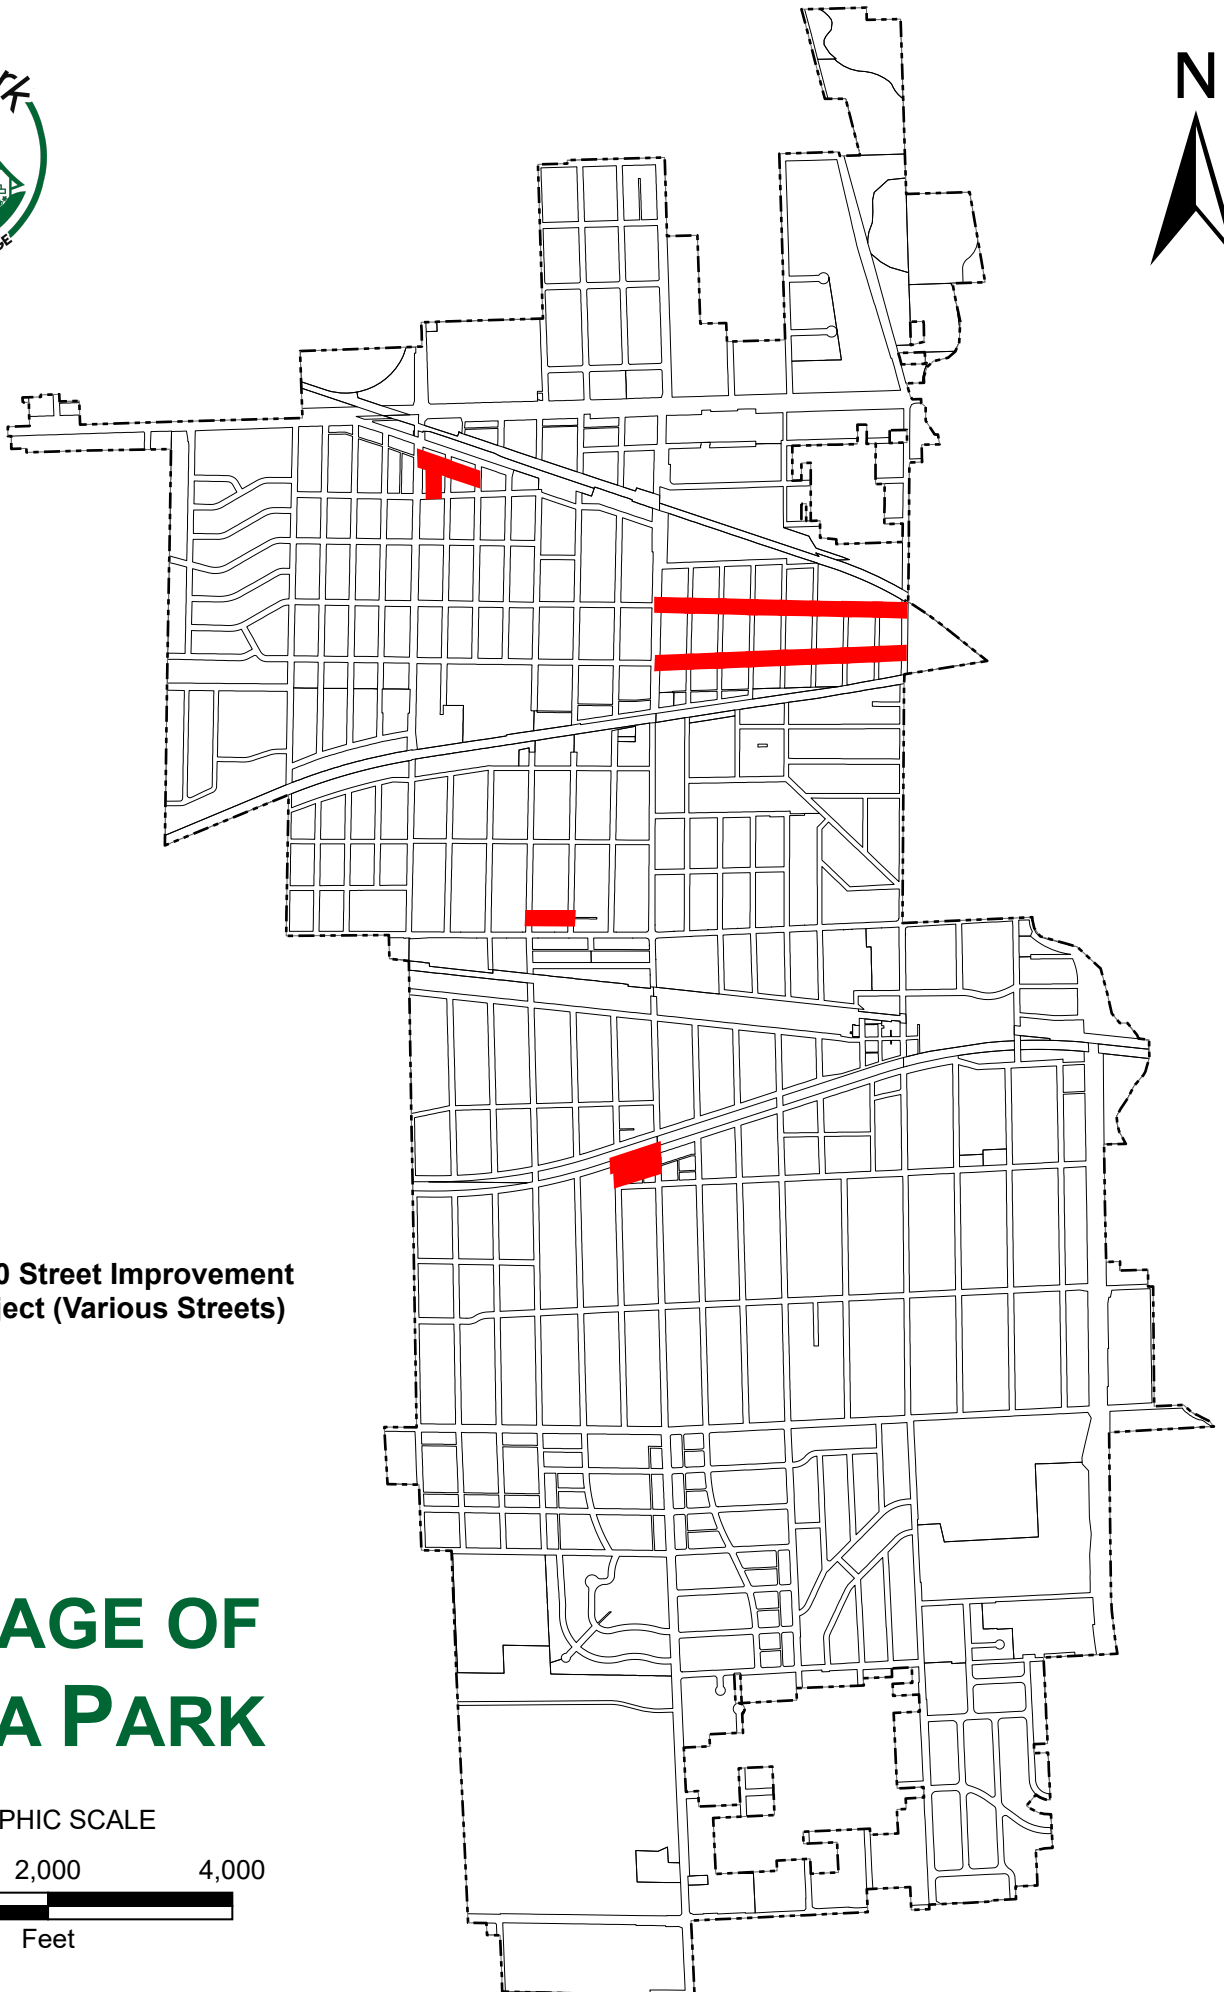 N
0 Street Improvement
ject (Various Streets)
AGE OF
A PARK
PHIC SCALE
2,000 4,000
Feet